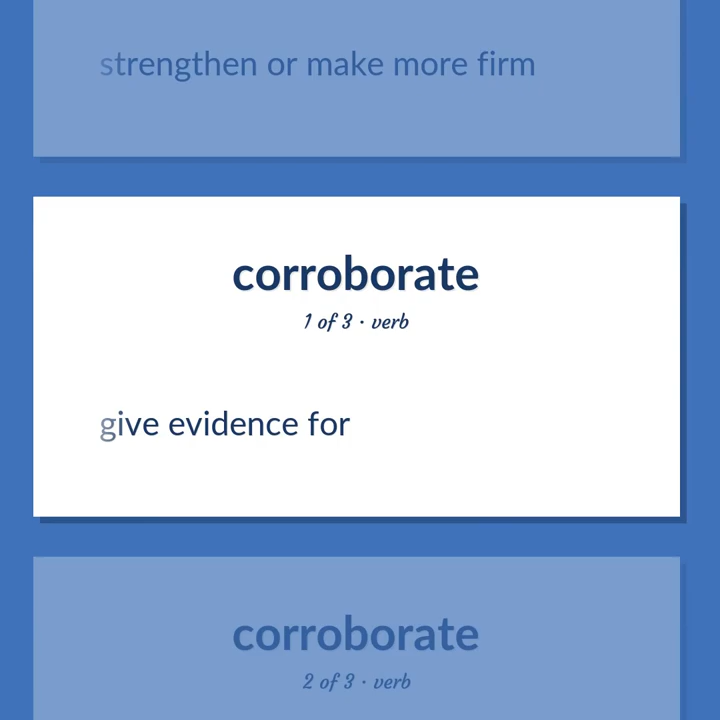 strengthen or make more firm
corroborate
1 of 3 · verb
give evidence for
corroborate
2 of 3 · verb